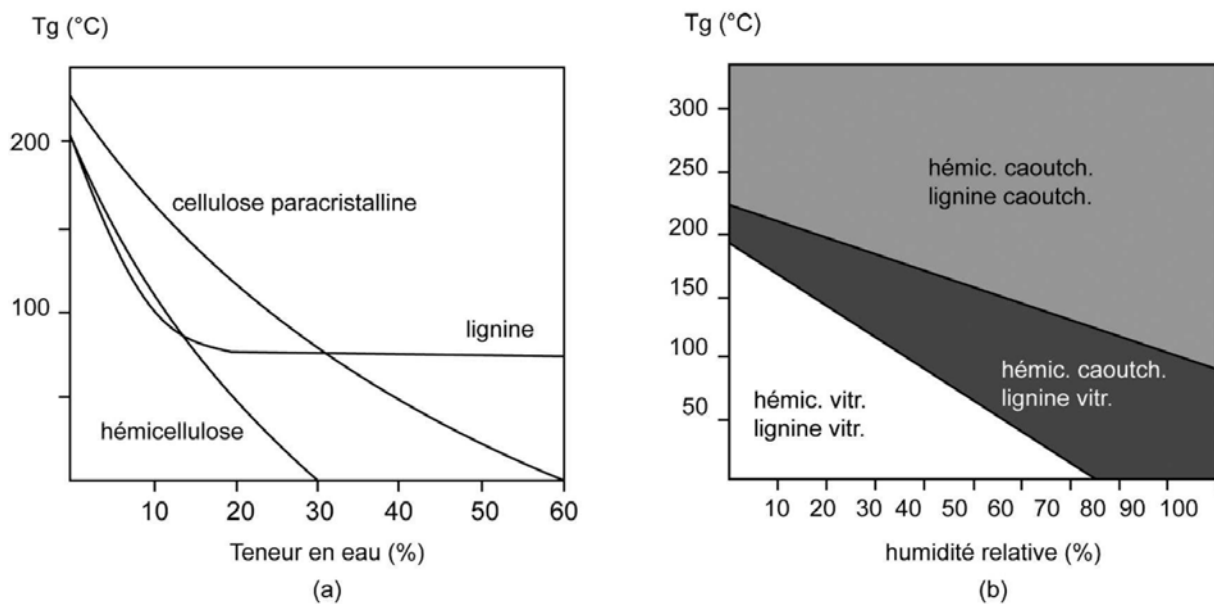 Tg (°C)
200
100
cellulose paracristalline
lignine
hémicellulose
10 20 30 40 50 60
Teneur en eau (%)
(a)
Tg (°C)
300
250
200
150
100
50
hémic. caoutch.
lignine caoutch.
hémic. caoutch.
lignine vitr.
hémic. vitr.
lignine vitr.
10 20 30 40 50 60 70 80 90 100
humidité relative (%)
(b)